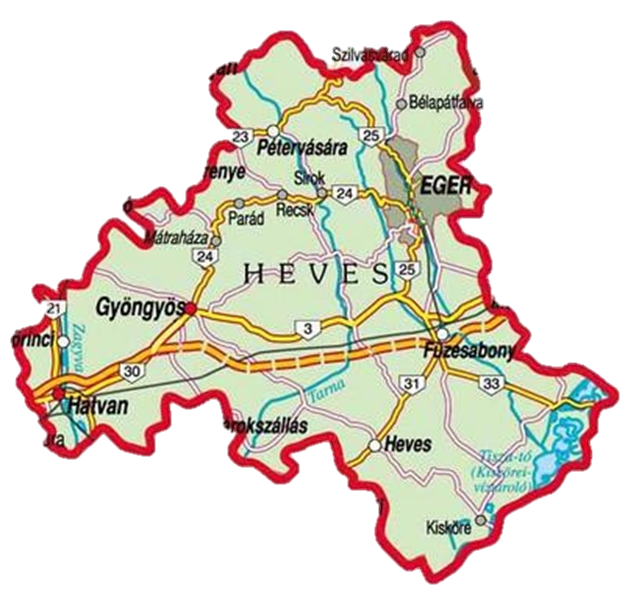 Szilvásvárad
Bélapátfalva
23
25
Pétervására
renye
Sirok
24
EGER
Parád
Recsk
Mátraháza
24
HEVES
25
21
Gyöngyös
3
Zagyva
Füzesabony
30
31
33
Tarna
Hatvan
Heves
Tisza-tó
(Kiskörei-
víztároló)
Kisköre